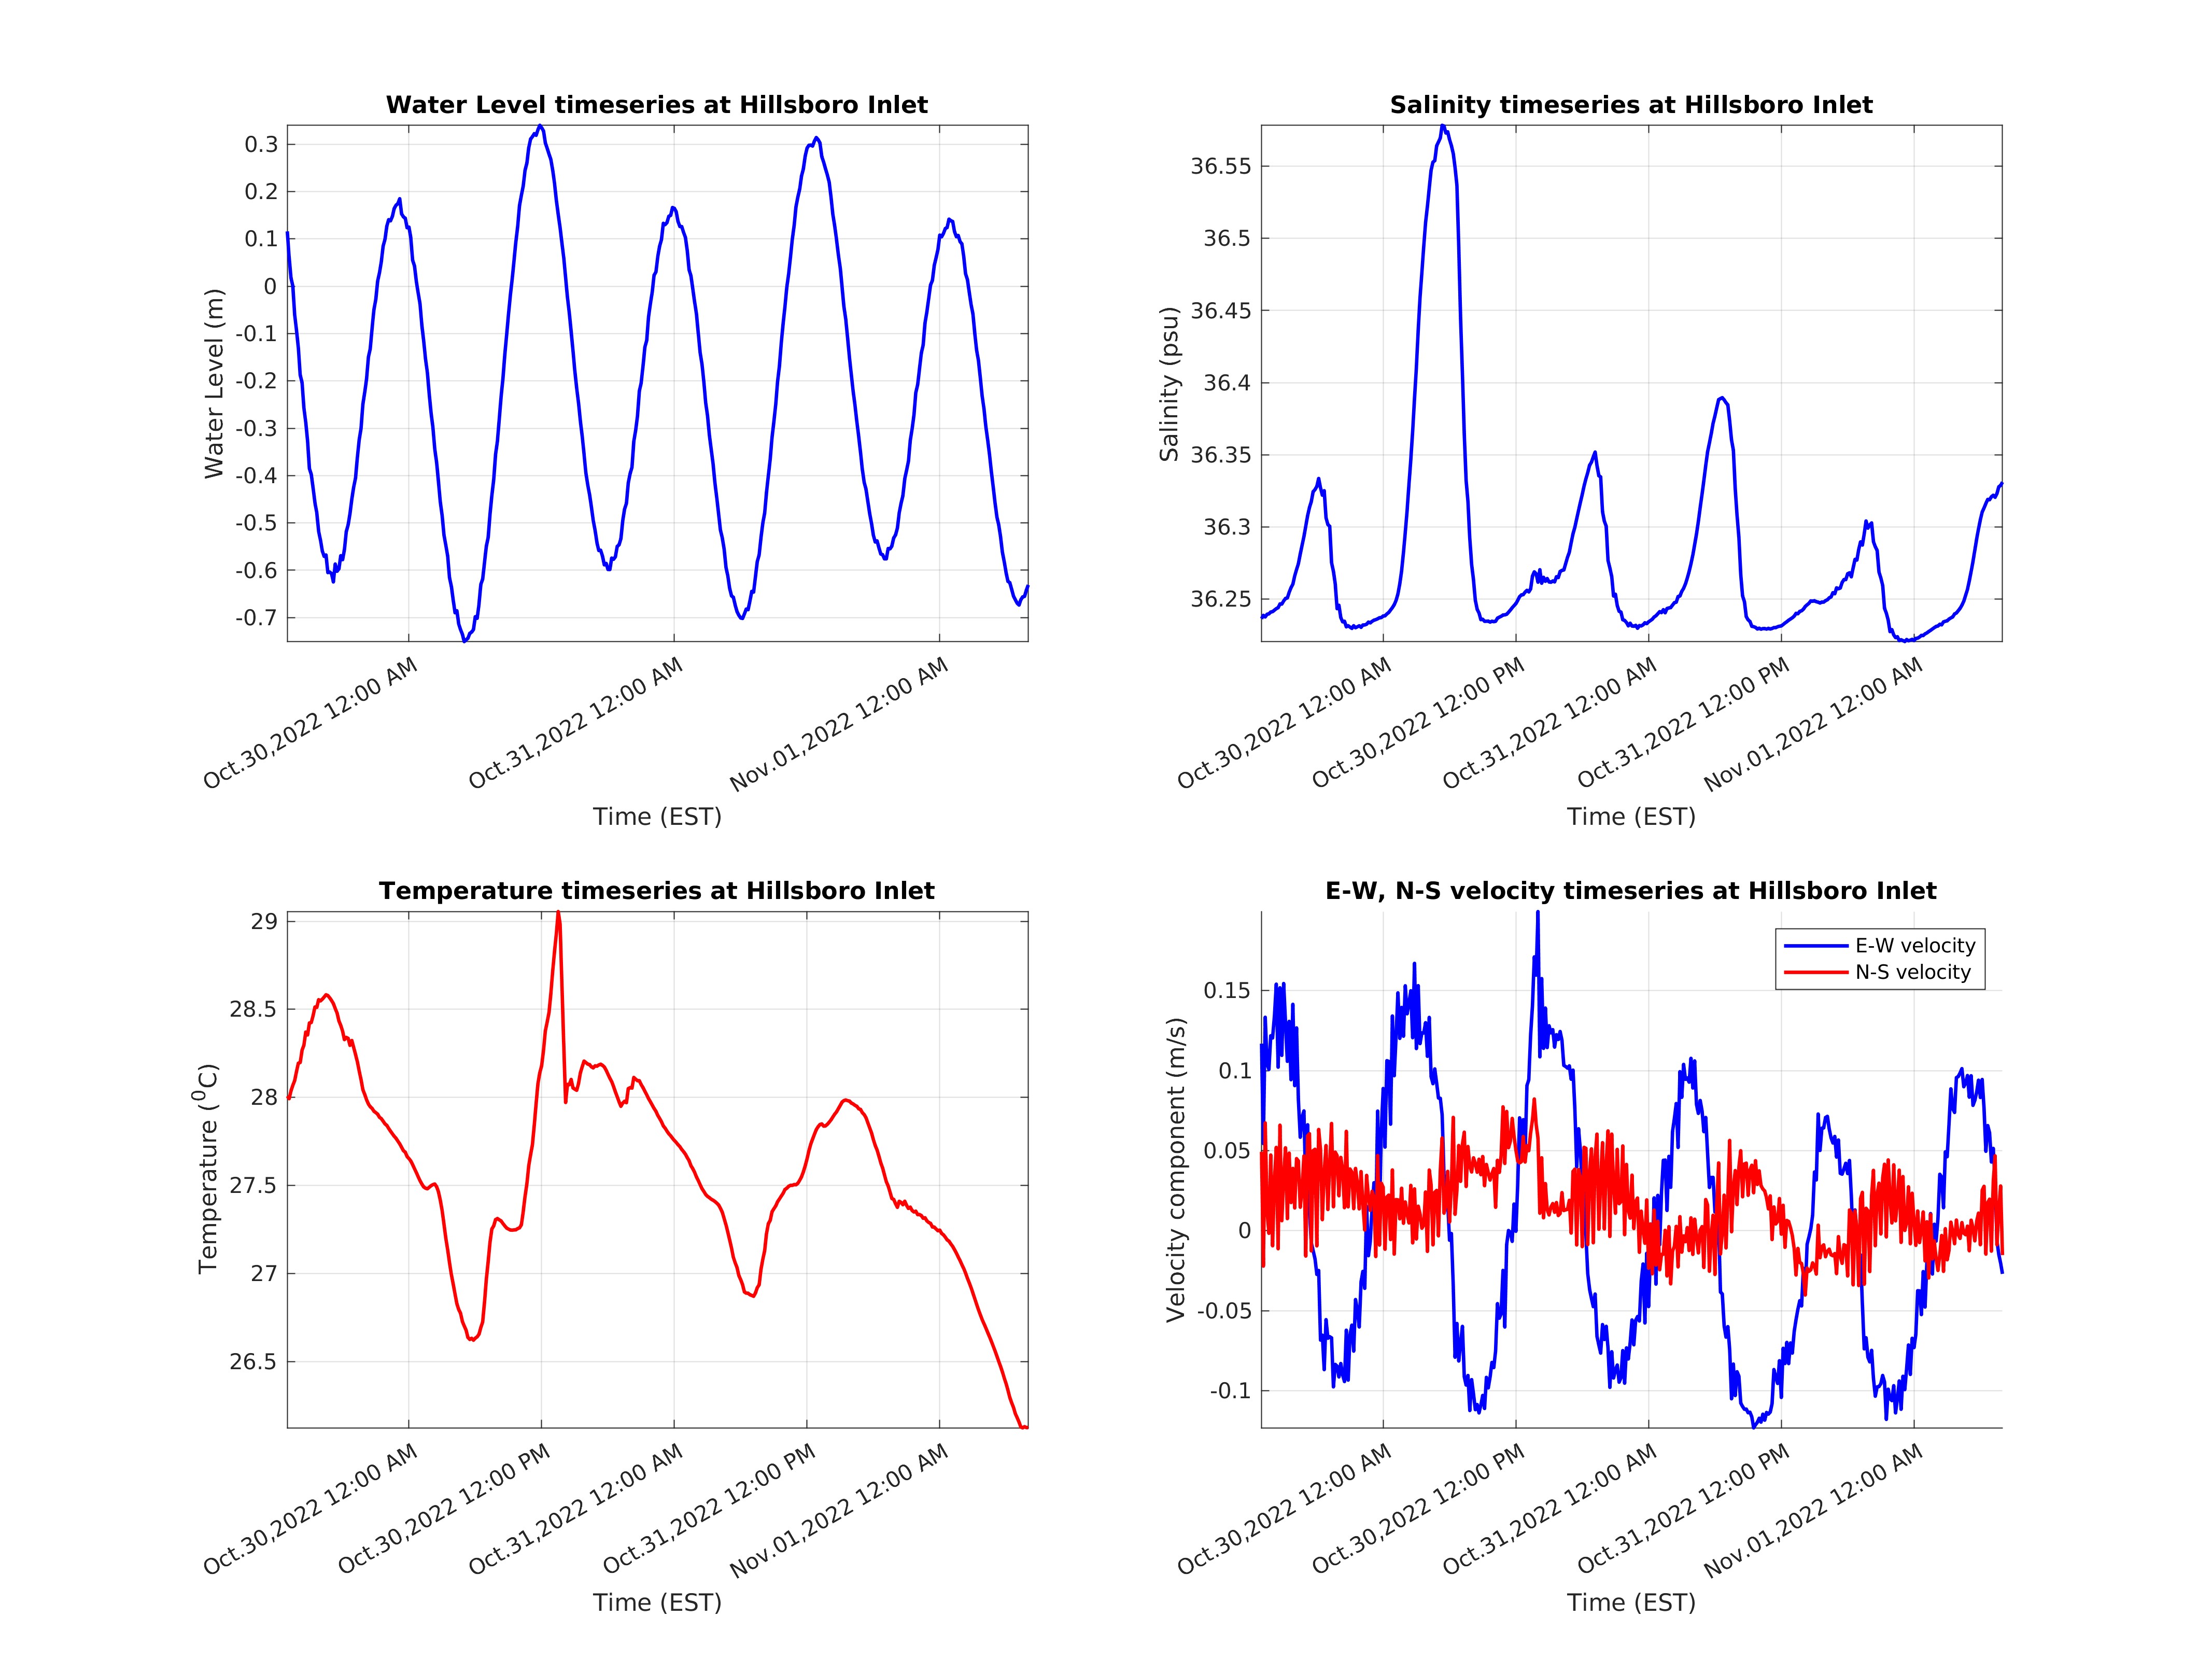 Water Level timeseries at Hillsboro Inlet
Water Level (m)
0.3
0.2
0.1
0
-0.1
-0.2
-0.3
-0.4
-0.5
-0.6
-0.7
Oct.30,2022 12:00 AM
Oct.31,2022 12:00 AM
Nov.01,2022 12:00 AM
Time (EST)
Salinity timeseries at Hillsboro Inlet
Salinity (psu)
36.55
36.5
36.45
36.4
36.35
36.3
36.25
Oct.30,2022 12:00 AM
Oct.30,2022 12:00 PM
Oct.31,2022 12:00 AM
Oct.31,2022 12:00 PM
Nov.01,2022 12:00 AM
Time (EST)
Temperature timeseries at Hillsboro Inlet
Temperature (⁰C)
29
28.5
28
27.5
27
26.5
Oct.30,2022 12:00 AM
Oct.30,2022 12:00 PM
Oct.31,2022 12:00 AM
Oct.31,2022 12:00 PM
Nov.01,2022 12:00 AM
Time (EST)
E-W, N-S velocity timeseries at Hillsboro Inlet
E-W velocity
N-S velocity
Velocity component (m/s)
0.15
0.1
0.05
0
-0.05
-0.1
Oct.30,2022 12:00 AM
Oct.30,2022 12:00 PM
Oct.31,2022 12:00 AM
Oct.31,2022 12:00 PM
Nov.01,2022 12:00 AM
Time (EST)